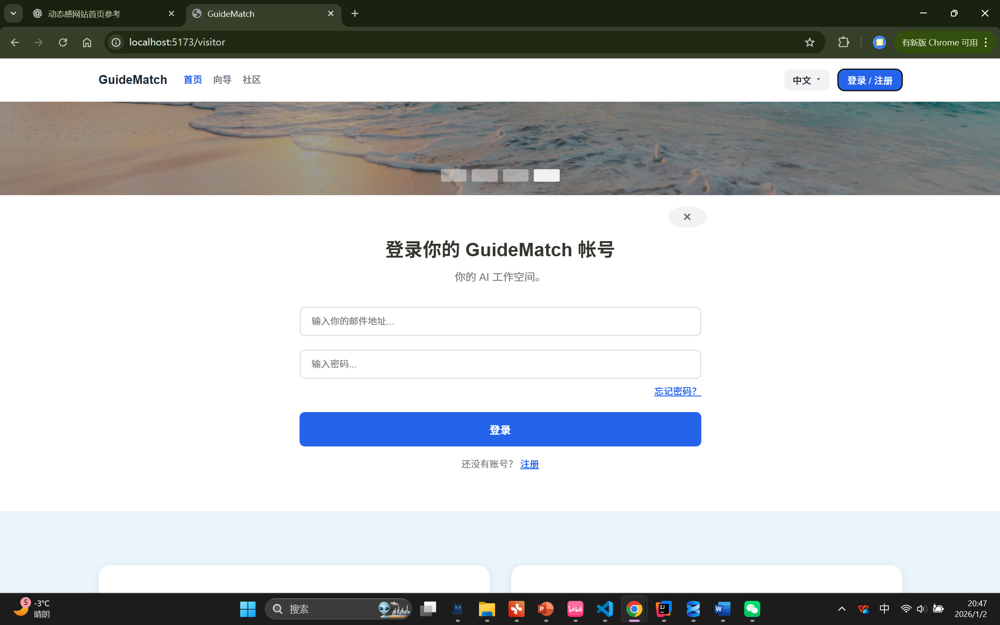 动态感网站首页参考
GuideMatch
localhost:5173/visitor
有新版 Chrome 可用
GuideMatch 首页 向导 社区
中文 登录 / 注册
登录你的 GuideMatch 帐号
你的 AI 工作空间。
输入你的邮件地址...
输入密码...
忘记密码？
登录
还没有账号？ 注册
5
-3°C
晴朗
搜索
P
bilibili
IJ
W
中
20:47
2026/1/2